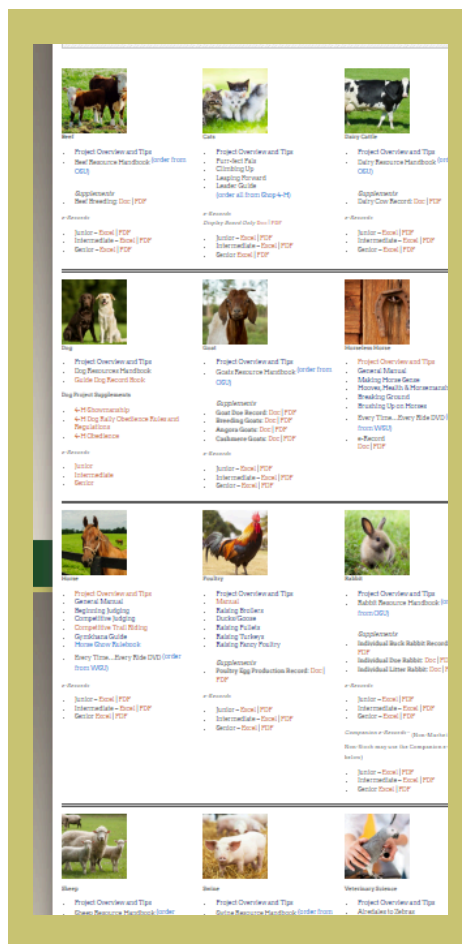 Beef
Project Overview and Tips
Beef Resource Handbook (order from
OSU)
Supplements
Beef Breeding: Doc | PDF
e-Records
Junior – Excel | PDF
Intermediate – Excel | PDF
Senior – Excel | PDF
Cats
Project Overview and Tips
Purr-fect Pals
Climbing Up
Leaping Forward
Leader Guide
(order all from Shop 4-H)
e-Records
Display Board Only Doc | PDF
Junior – Excel | PDF
Intermediate – Excel | PDF
Senior Excel | PDF
Dairy Cattle
Project Overview and Tips
Dairy Resource Handbook
OSU)
Supplements
Dairy Cow Record: Doc | PDF
e-Records
Junior – Excel | PDF
Intermediate – Excel | PDF
Senior – Excel | PDF
Dog
Project Overview and Tips
Dog Resources Handbook
Guide Dog Record Book
Dog Project Supplements
4-H Showmanship
4-H Dog Rally Obedience Rules and
Regulations
4-H Obedience
e-Records
Junior
Intermediate
Senior
Goat
Project Overview and Tips
Goats Resource Handbook (order from
OSU)
Supplements
Goat Doe Record: Doc | PDF
Breeding Goats: Doc | PDF
Angora Goats: Doc | PDF
Cashmere Goats: Doc | PDF
e-Records
Junior – Excel | PDF
Intermediate – Excel | PDF
Senior – Excel | PDF
Horseless Horse
Project Overview and Tips
General Manual
Making Horse Sense
Hooves, Health & Horsemansh
Breaking Ground
Brushing Up on Horses
Every Time....Every Ride DVD (
from WSU)
e-Record
Doc | PDF
Horse
Project Overview and Tips
General Manual
Beginning Judging
Competitive Judging
Competitive Trail Riding
Gymkhana Guide
Horse Show Rulebook
Every Time....Every Ride DVD (order
from WSU)
e-Records
Junior – Excel | PDF
Intermediate – Excel | PDF
Senior Excel | PDF
Poultry
Project Overview and Tips
Manual
Raising Broilers
Ducks/Geese
Raising Pullets
Raising Turkeys
Raising Fancy Poultry
Supplements
Poultry Egg Production Record: Doc |
PDF
e-Records
Junior – Excel | PDF
Intermediate – Excel | PDF
Senior – Excel | PDF
Rabbit
Project Overview and Tips
Rabbit Resource Handbook
from OSU)
Supplements
Individual Buck Rabbit Record:
PDF
Individual Doe Rabbit: Doc | PD
Individual Litter Rabbit: Doc | P
e-Records
Junior – Excel | PDF
Intermediate – Excel | PDF
Senior – Excel | PDF
Companion e-Records
below)
Junior – Excel | PDF
Intermediate – Excel | PDF
Senior Excel | PDF
Sheep
Project Overview and Tips
Sheep Resource Handbook (order
Swine
Project Overview and Tips
Swine Resource Handbook (order from
Veterinary Science
Project Overview and Tips
Airedales to Zebras